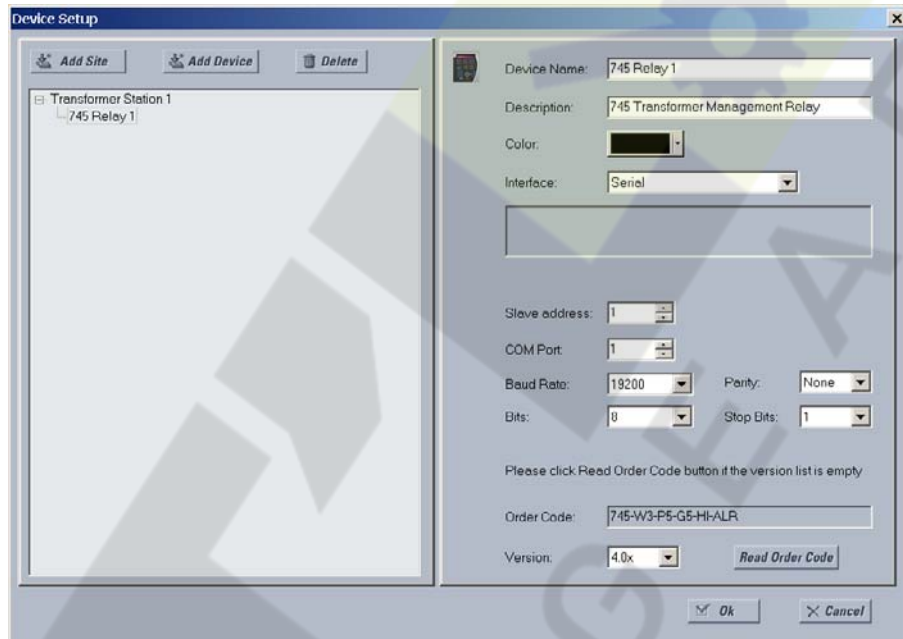 Device Setup
Add Site Add Device Delete
Transformer Station 1
745 Relay 1
Device Name: 745 Relay 1
Description: 745 Transformer Management Relay
Color:
Interface: Serial
Slave address: 1
COM Port: 1
Baud Rate: 19200 Parity: None
Bits: 8 Stop Bits: 1
Please click Read Order Code button if the version list is empty
Order Code: 745-W3-P5-G5-HI-ALR
Version: 4.0x Read Order Code
Ok Cancel